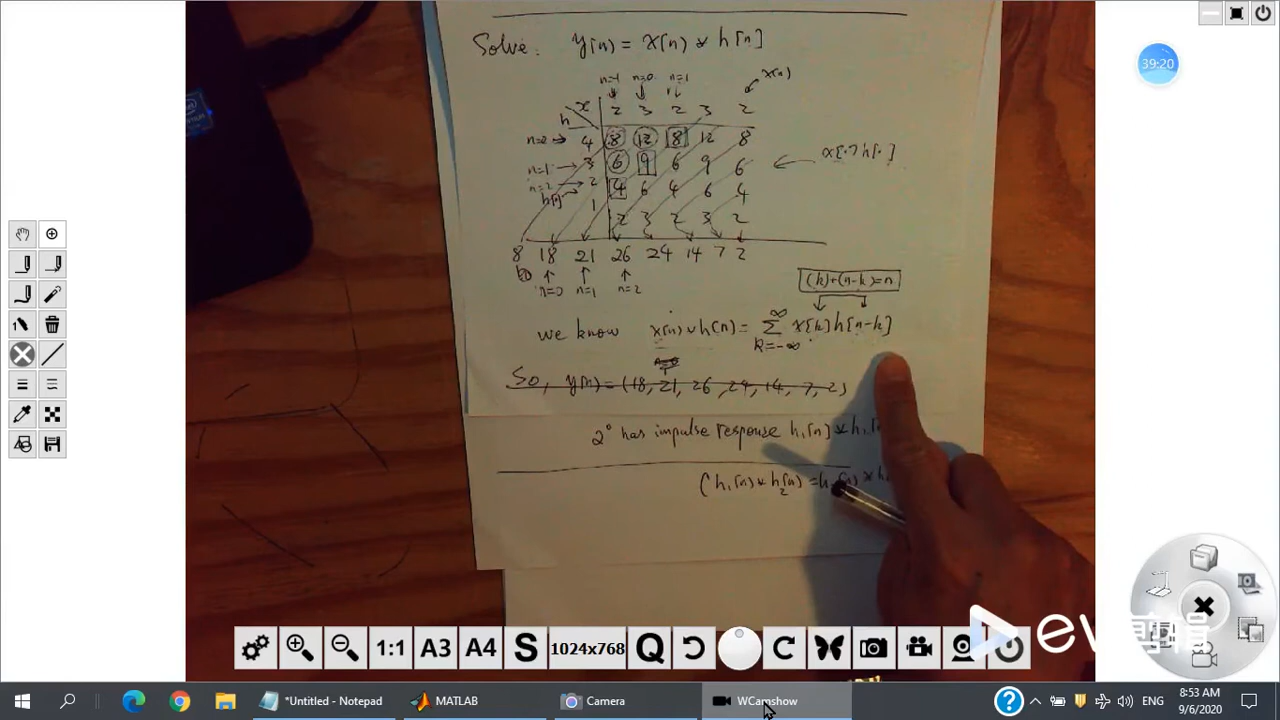 39:20
Solve: y[n] = x[n] * h[n]
n=-1 n=0 n=1 x[n]
x 2 3 2 3 2
h
n=0 → 4 8 12 8 12 8
n=1 → 3 6 9 6 9 6 ← x[·]h[·]
n=2 → 2 4 6 4 6 4
h[n] 1 2 3 2 3 2
8 18 21 26 24 14 7 2
n=0 n=1 n=2
(k)+(n-k)=n
we know x[n]*h[n] = ∞ Σ k=-∞ x[k]h[n-k]
So, y[n] = (18, 21, 26, 24, 14, 7, 2)
2° has impulse response h₁[n] * h
(h₁[n] * h₂[n]) =
1:1 A3 A4 S 1024x768 Q
*Untitled - Notepad MATLAB Camera WCamshow ENG 8:53 AM
9/6/2020